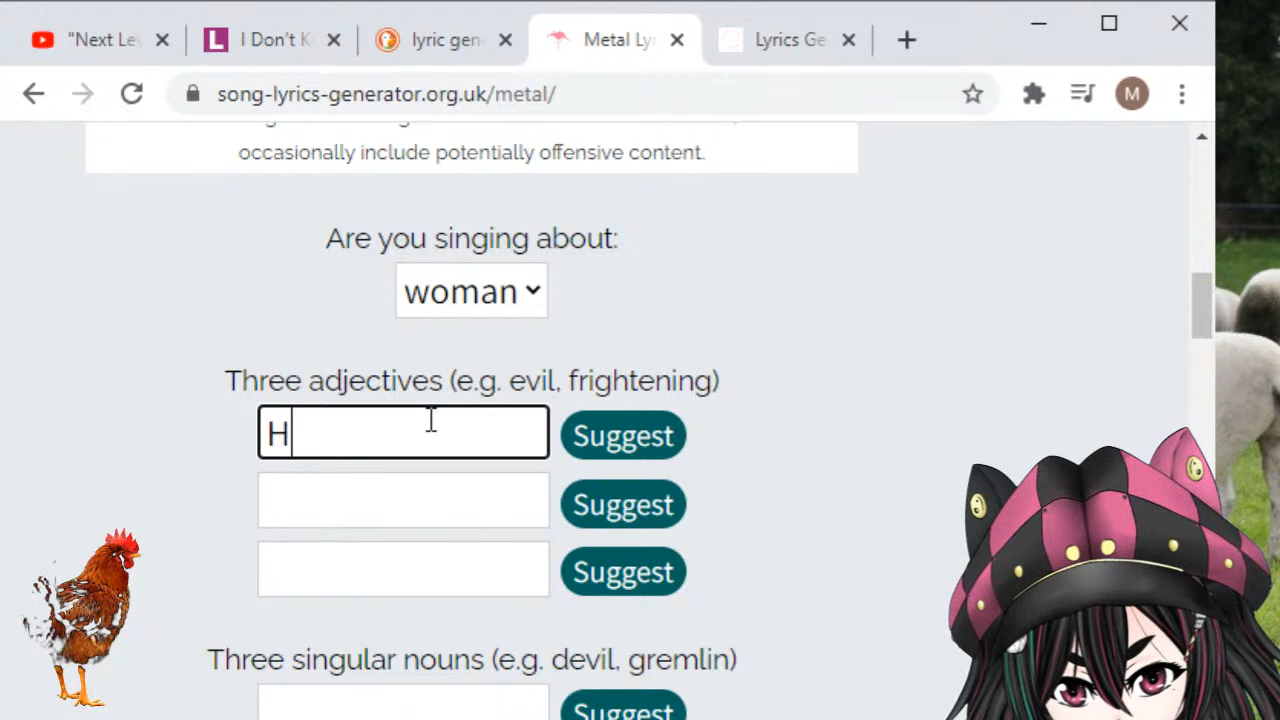 "Next Le
I Don't K
lyric gen
Metal Ly
Lyrics Ge
song-lyrics-generator.org.uk/metal/
M
occasionally include potentially offensive content.
Are you singing about:
woman
Three adjectives (e.g. evil, frightening)
H
Suggest
Suggest
Suggest
Three singular nouns (e.g. devil, gremlin)
Suggest